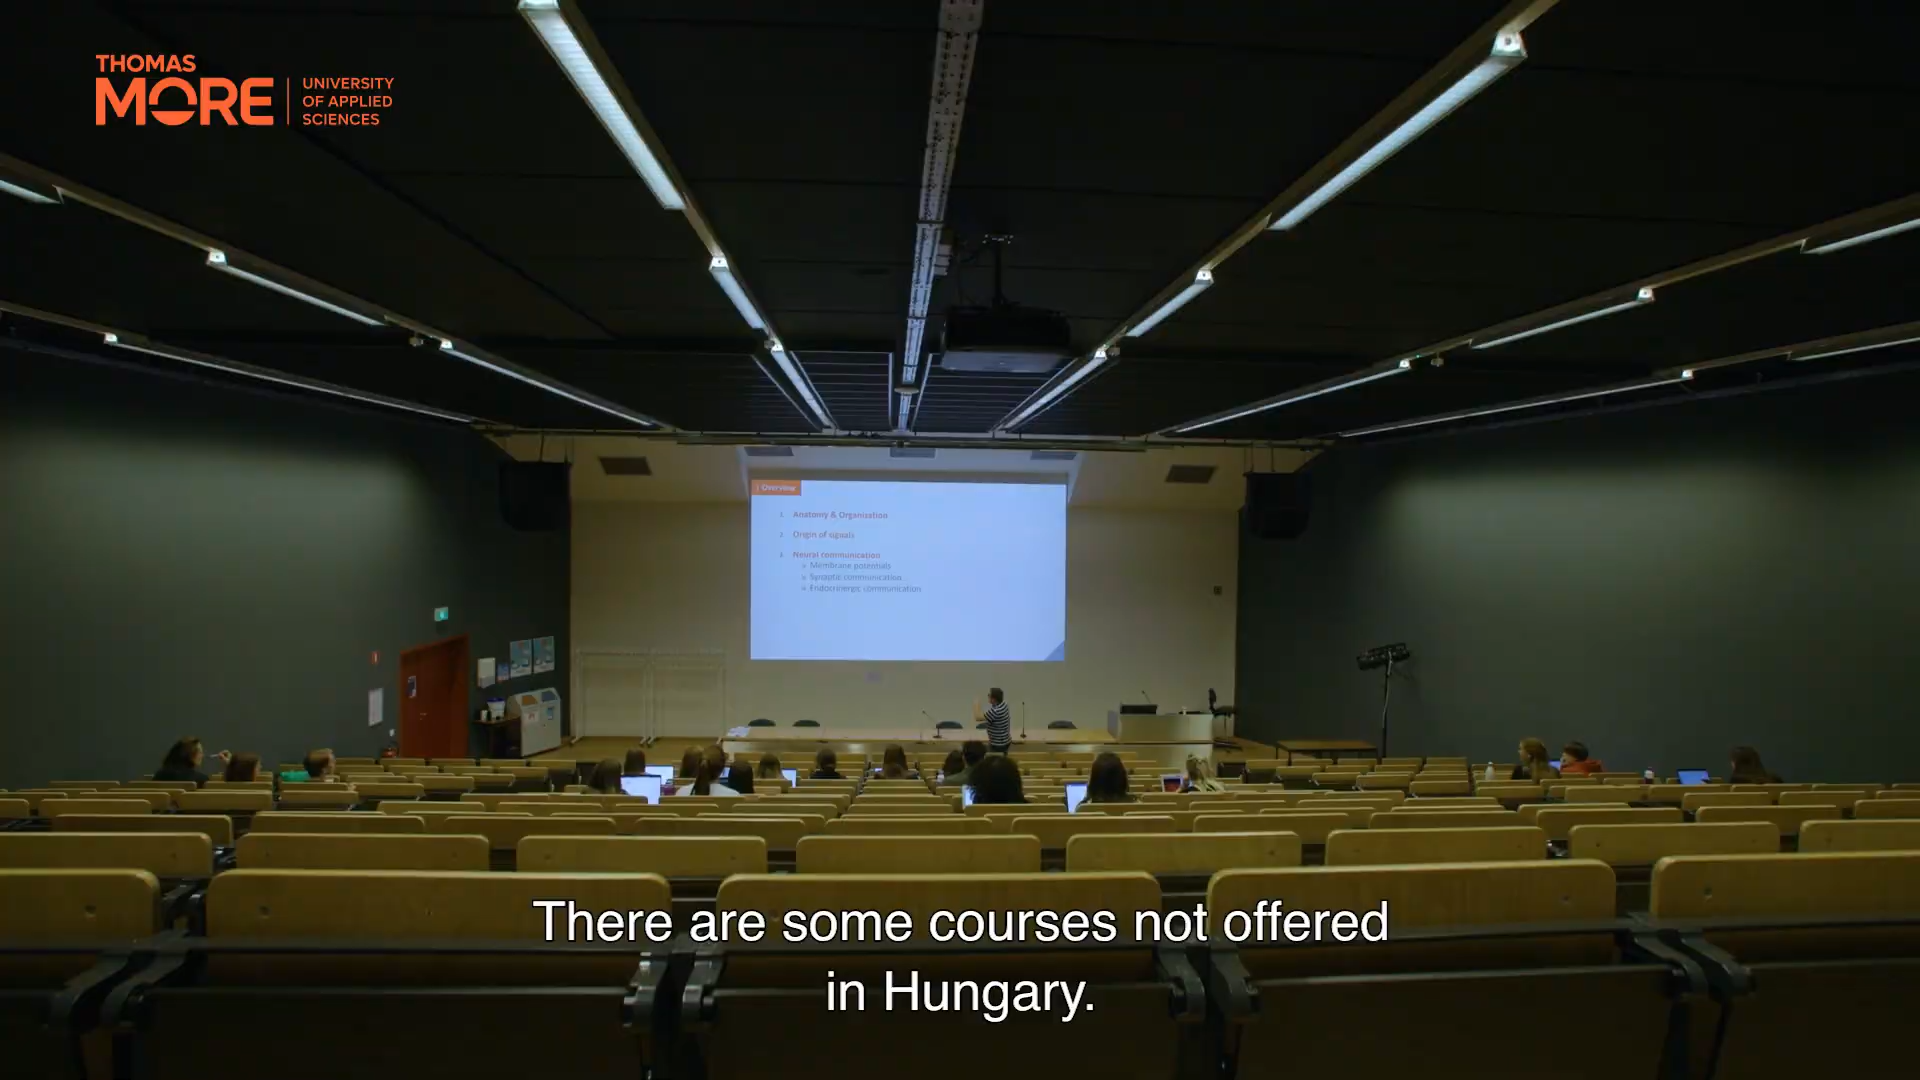 THOMAS
MORE
UNIVERSITY
OF APPLIED
SCIENCES
Overview
Anatomy & Organization
Origin of signals
Neural communication
Membrane potentials
Synaptic communication
Endocrinergic communication
There are some courses not offered
in Hungary.